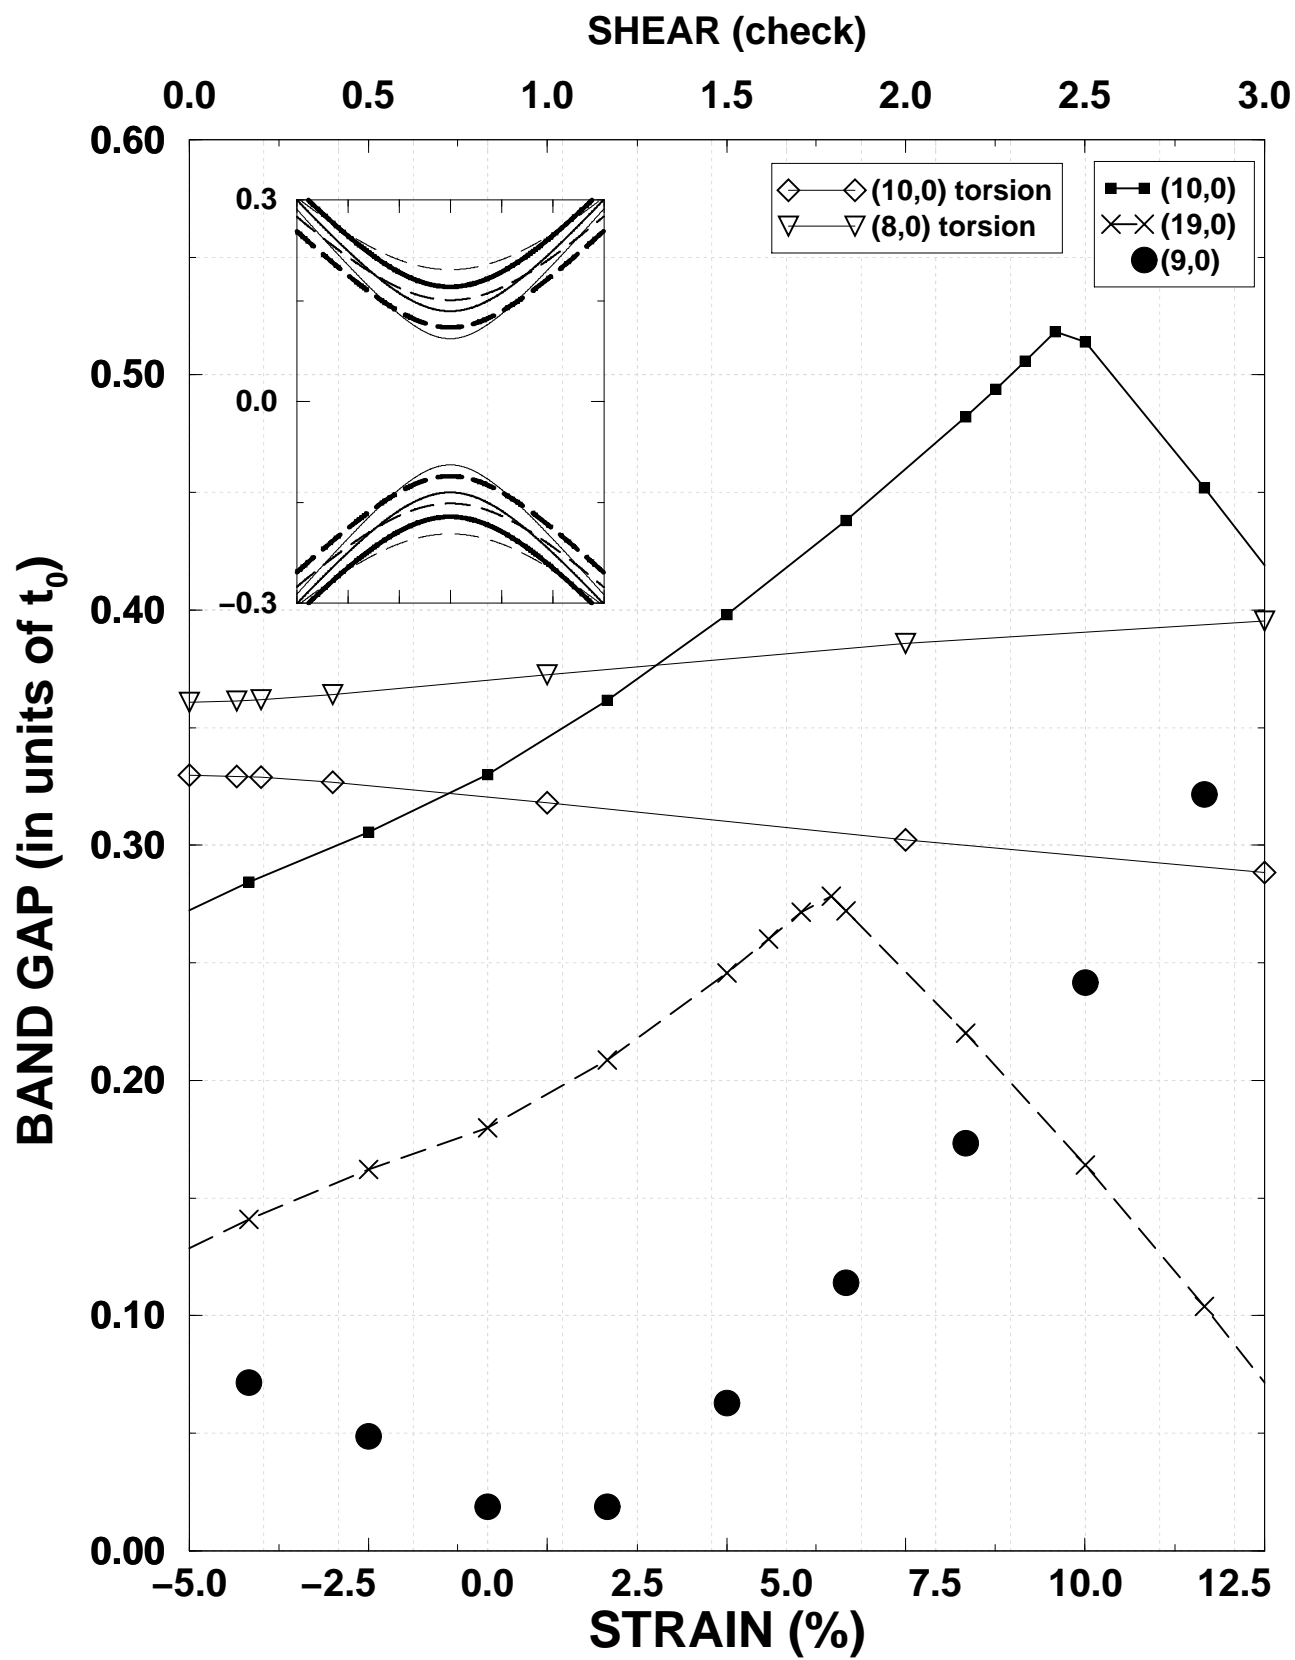 SHEAR (check)
0.0 0.5 1.0 1.5 2.0 2.5 3.0
0.60
0.50
0.40
0.30
0.20
0.10
0.00
BAND GAP (in units of t0)
0.3
0.0
−0.3
(10,0) torsion
(8,0) torsion
(10,0)
(19,0)
(9,0)
−5.0 −2.5 0.0 2.5 5.0 7.5 10.0 12.5
STRAIN (%)